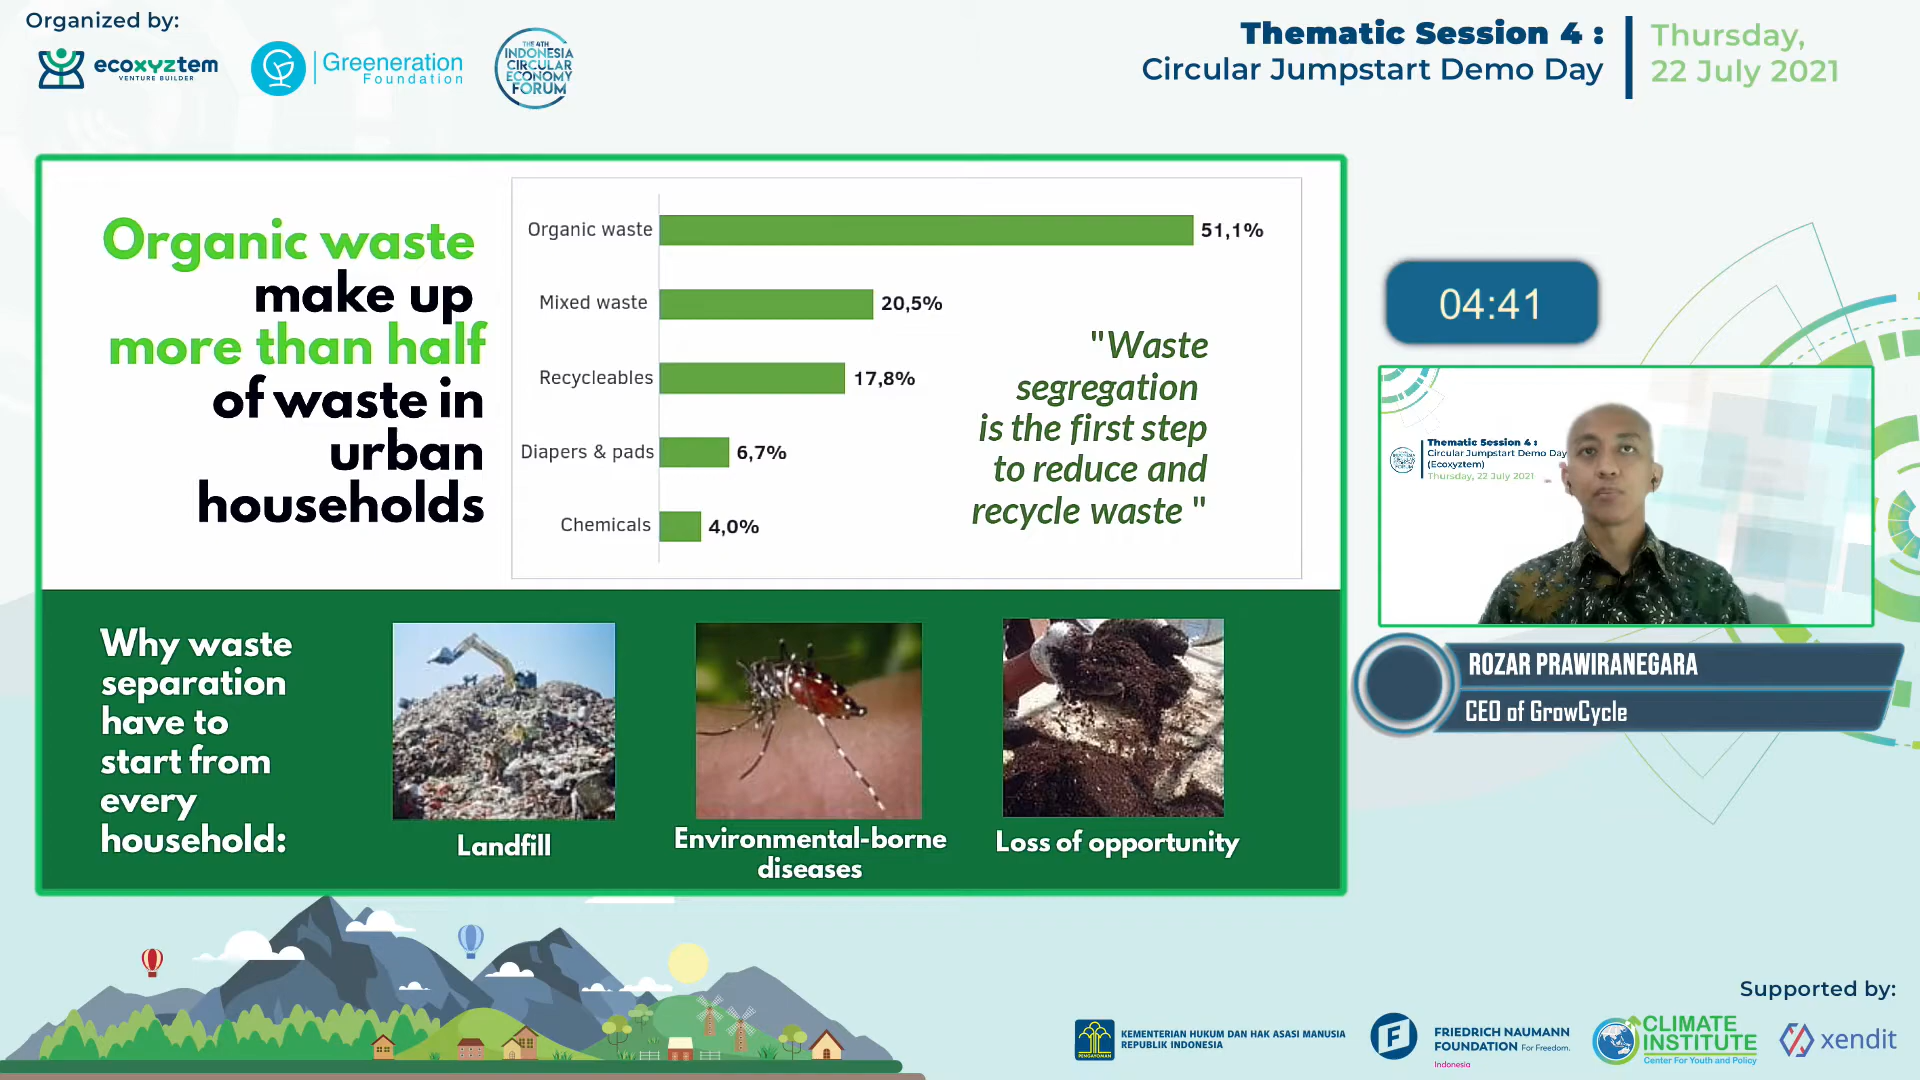 Organized by:
ecoxyztem
VENTURE BUILDER
Greeneration
Foundation
THE 4TH
INDONESIA
CIRCULAR
ECONOMY
FORUM
Thematic Session 4 :
Circular Jumpstart Demo Day
Thursday,
22 July 2021
Organic waste
make up
more than half
of waste in
urban
households
Organic waste 51,1%
Mixed waste 20,5%
Recycleables 17,8%
Diapers & pads 6,7%
Chemicals 4,0%
"Waste
segregation
is the first step
to reduce and
recycle waste "
Why waste
separation
have to
start from
every
household:
Landfill
Environmental-borne
diseases
Loss of opportunity
04:41
Thematic Session 4 :
Circular Jumpstart Demo Day
(Ecoxyztem)
Thursday, 22 July 2021
ROZAR PRAWIRANEGARA
CEO of GrowCycle
Supported by:
PENGAYOMAN
KEMENTERIAN HUKUM DAN HAK ASASI MANUSIA
REPUBLIK INDONESIA
F
FRIEDRICH NAUMANN
FOUNDATION For Freedom.
Indonesia
CLIMATE
INSTITUTE
Center For Youth and Policy
xendit